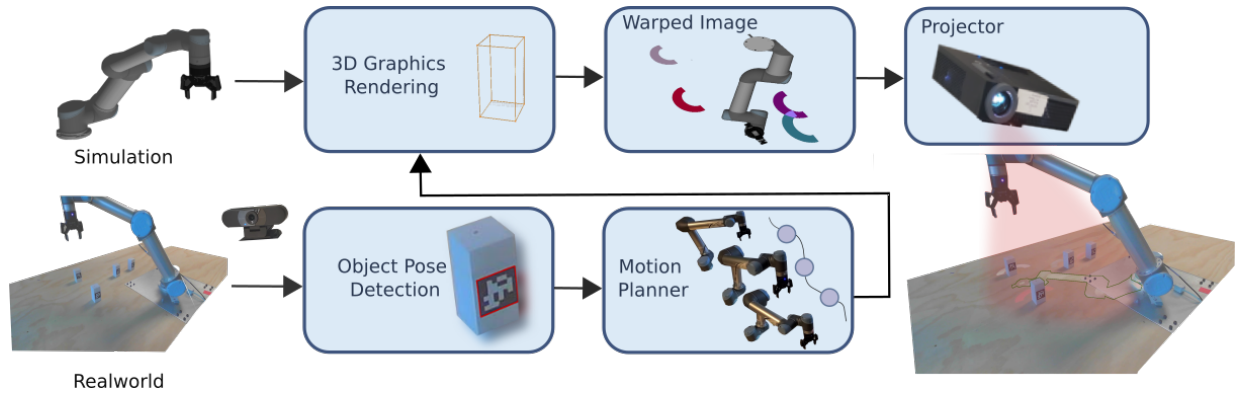 Simulation
3D Graphics
Rendering
Warped Image
Projector
Realworld
Object Pose
Detection
Motion
Planner